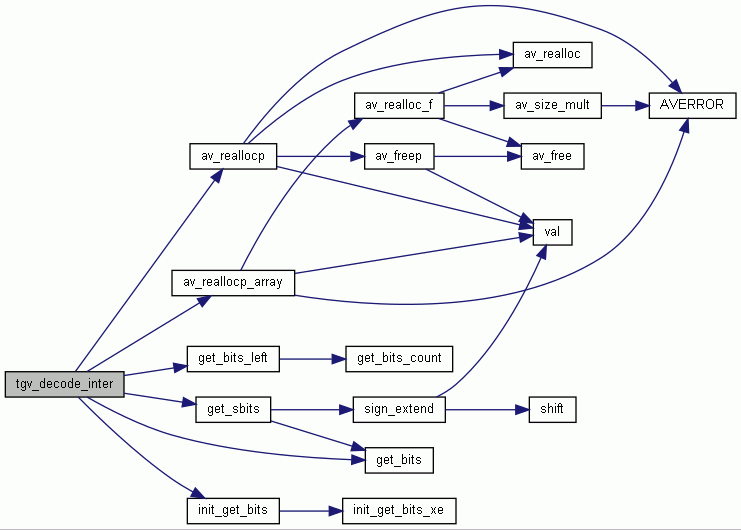 av_realloc
av_realloc_f
av_size_mult
AVERROR
av_reallocp
av_freep
av_free
val
av_reallocp_array
get_bits_left
get_bits_count
tgv_decode_inter
get_sbits
sign_extend
shift
get_bits
init_get_bits
init_get_bits_xe